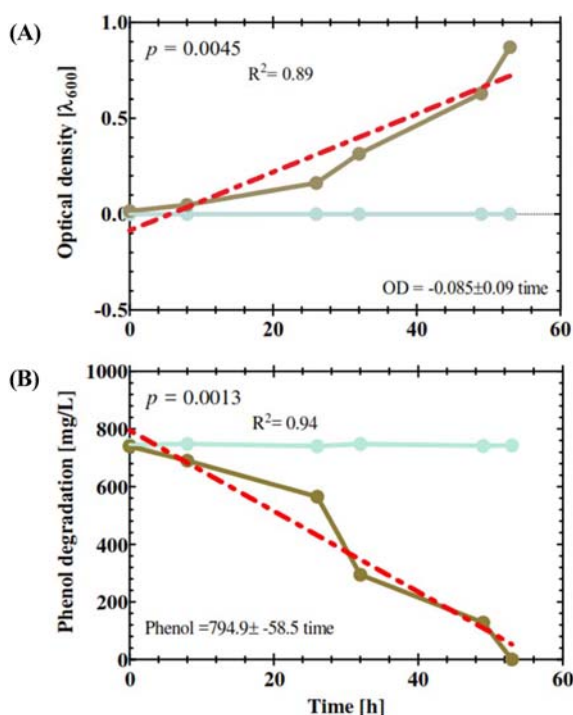 (A)
p = 0.0045
R²= 0.89
Optical density [λ600]
1.0
0.5
0.0
-0.5
OD = -0.085±0.09 time
0 20 40 60
(B)
p = 0.0013
R²= 0.94
Phenol degradation [mg/L]
1000
800
600
400
200
0
Phenol =794.9± -58.5 time
0 20 40 60
Time [h]